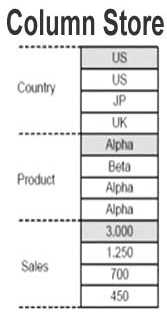 Column Store
Country
US
US
JP
UK
Product
Alpha
Beta
Alpha
Alpha
Sales
3.000
1.250
700
450